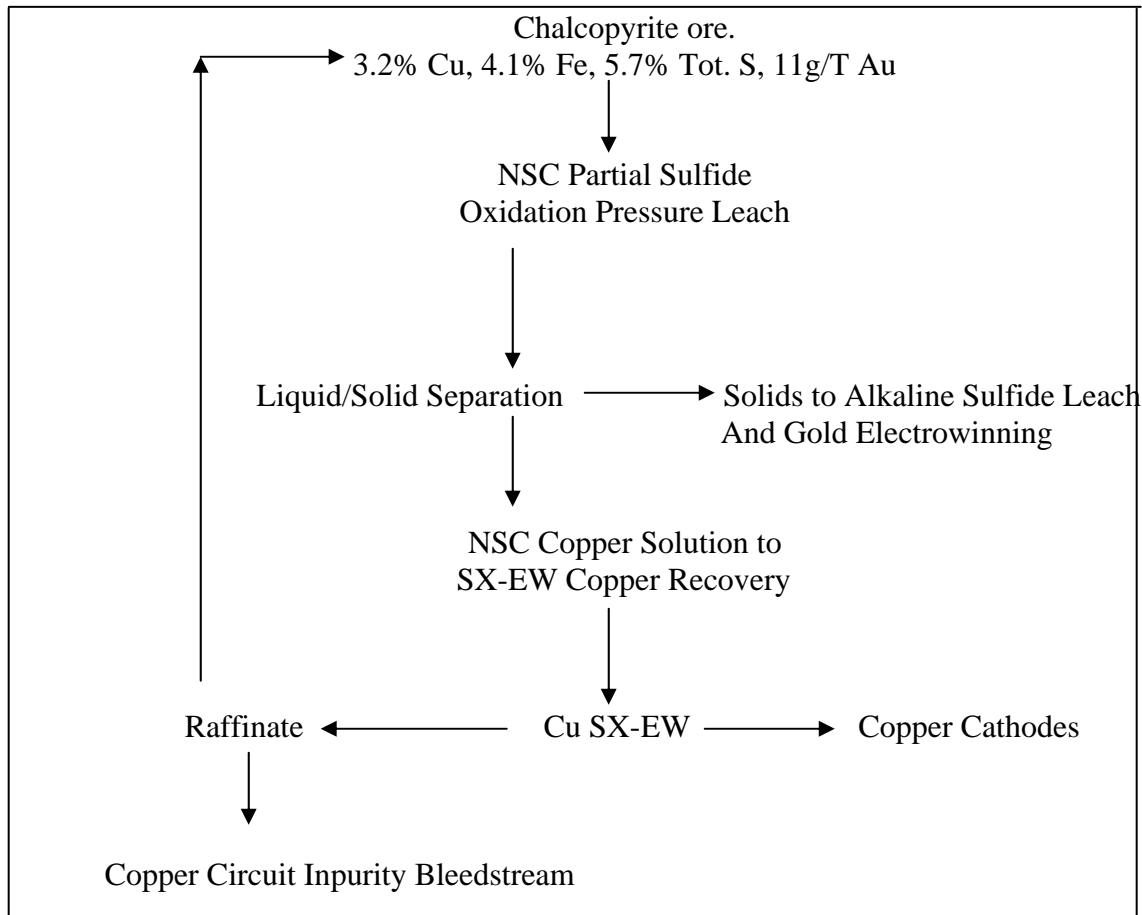 Chalcopyrite ore.
3.2% Cu, 4.1% Fe, 5.7% Tot. S, 11g/T Au
NSC Partial Sulfide
Oxidation Pressure Leach
Liquid/Solid Separation
Solids to Alkaline Sulfide Leach
And Gold Electrowinning
NSC Copper Solution to
SX-EW Copper Recovery
Raffinate
Cu SX-EW
Copper Cathodes
Copper Circuit Inpurity Bleedstream